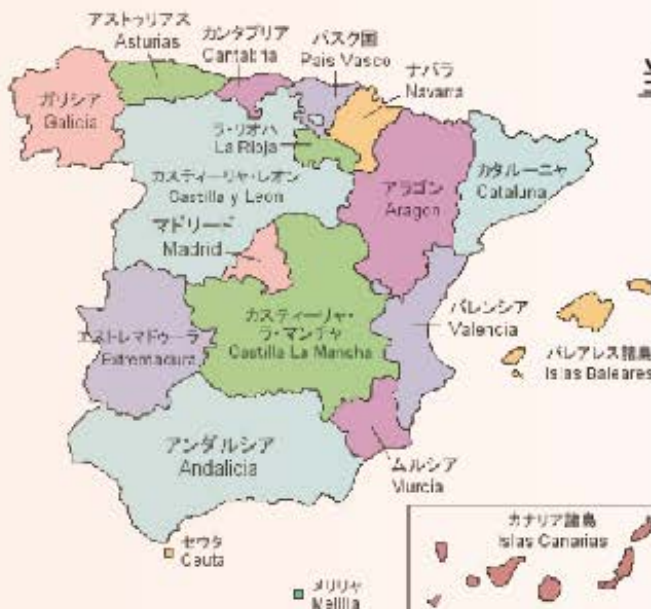 アストゥリアス
Asturias
カンタブリア
Cantabria
バスク国
Pais Vasco
ナバラ
Navarra
ガリシア
Galicia
ラ・リオハ
La Rioja
カスティーリャ・レオン
Castilla y Leon
アラゴン
Aragon
カタルーニャ
Cataluna
マドリード
Madrid
エストレマドゥーラ
Extremadura
カスティーリャ・
ラ・マンチャ
Castilla La Mancha
バレンシア
Valencia
バレアレス諸島
Islas Baleares
アンダルシア
Andalicia
ムルシア
Murcia
セウタ
Ceuta
メリリャ
Melilla
カナリア諸島
Islas Canarias